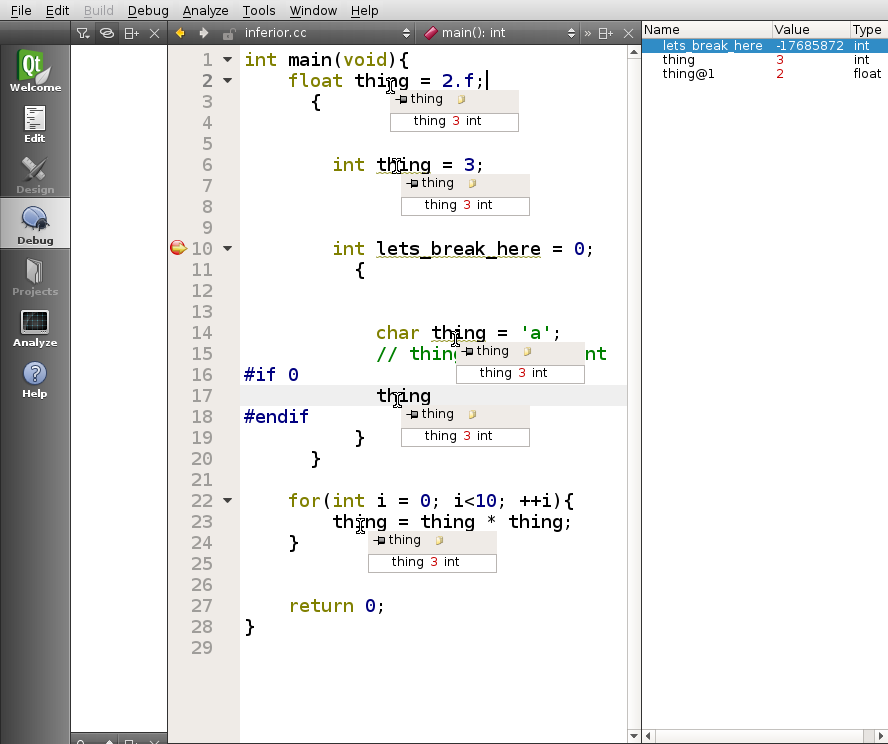 File Edit Build Debug Analyze Tools Window Help
inferior.cc main(): int »
Name Value Type
lets_break_here -17685872 int
thing 3 int
thing@1 2 float
Qt
Welcome
Edit
Design
Debug
Projects
Analyze
Help
1 int main(void){
2 float thing = 2.f;
thing
3 {
4
thing 3 int
5
6 int thing = 3;
7
thing
8
thing 3 int
9
10 int lets_break_here = 0;
11 {
12
13
14 char thing = 'a';
15 // thin nt
thing
16 #if 0
thing 3 int
17 thing
18 #endif
thing
19 }
thing 3 int
20 }
21
22 for(int i = 0; i<10; ++i){
23 thing = thing * thing;
24 }
thing
25
thing 3 int
26
27 return 0;
28 }
29